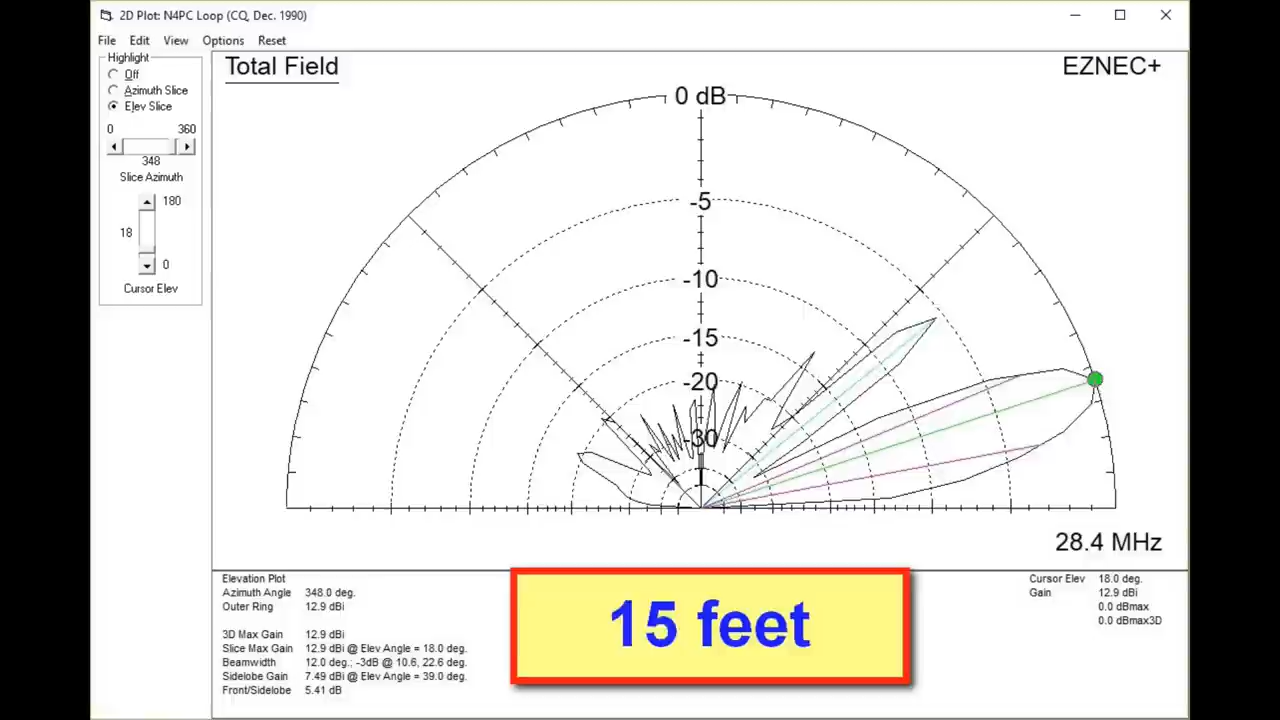 2D Plot: N4PC Loop (CQ, Dec. 1990)
File Edit View Options Reset
Highlight
Off
Azimuth Slice
Elev Slice
0 360
348
Slice Azimuth
180
18
0
Cursor Elev
Total Field
EZNEC+
0 dB
-5
-10
-15
-20
-30
28.4 MHz
Elevation Plot
Azimuth Angle 348.0 deg.
Outer Ring 12.9 dBi
3D Max Gain 12.9 dBi
Slice Max Gain 12.9 dBi @ Elev Angle = 18.0 deg.
Beamwidth 12.0 deg.; -3dB @ 10.6, 22.6 deg.
Sidelobe Gain 7.49 dBi @ Elev Angle = 39.0 deg.
Front/Sidelobe 5.41 dB
15 feet
Cursor Elev 18.0 deg.
Gain 12.9 dBi
0.0 dBmax
0.0 dBmax3D